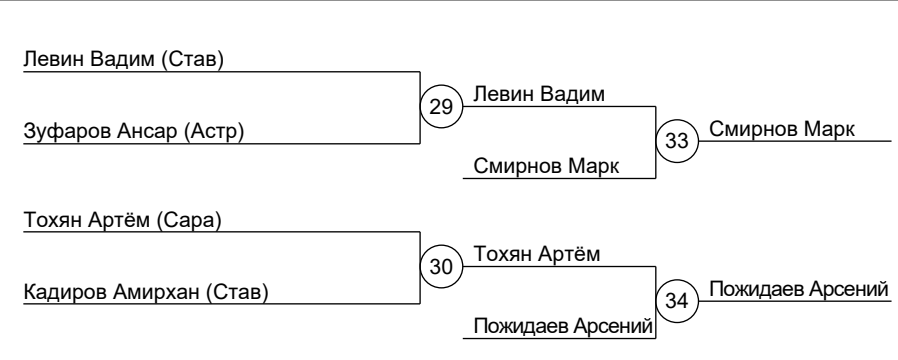 Левин Вадим (Став)
Зуфаров Ансар (Астр)
29
Левин Вадим
Смирнов Марк
33
Смирнов Марк
Тохян Артём (Сара)
Кадиров Амирхан (Став)
30
Тохян Артём
Пожидаев Арсений
34
Пожидаев Арсений